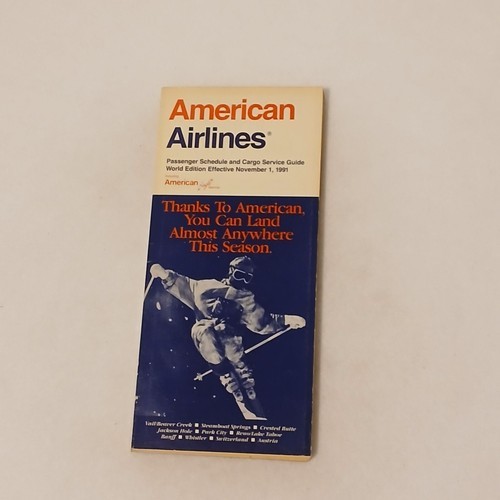 American
Airlines®
Passenger Schedule and Cargo Service Guide
World Edition Effective November 1, 1991
American
Thanks To American,
You Can Land
Almost Anywhere
This Season.
Vail/Beaver Creek ■ Steamboat Springs ■ Crested Butte
Jackson Hole ■ Park City ■ Reno/Lake Tahoe
Banff ■ Whistler ■ Switzerland ■ Austria